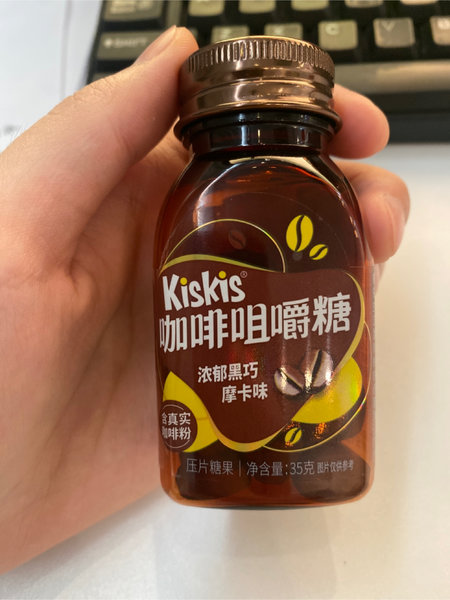 Kiskis®
咖啡咀嚼糖
浓郁黑巧
摩卡味
含真实
咖啡粉
压片糖果 | 净含量:35克 图片仅供参考